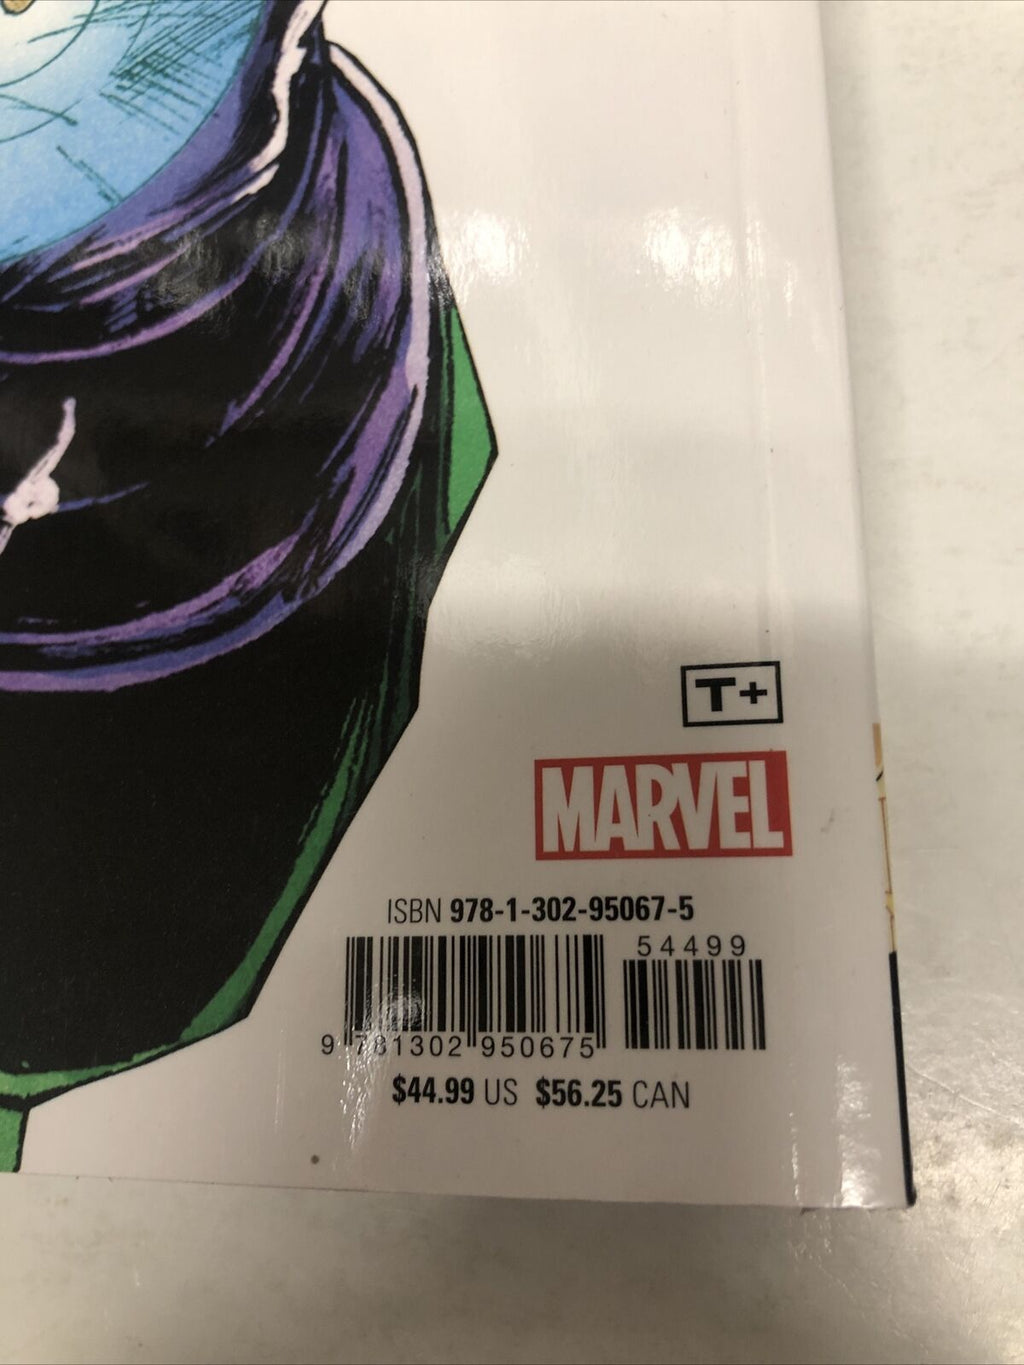 T+
MARVEL
ISBN 978-1-302-95067-5
54499
9 781302 950675
$44.99 US $56.25 CAN